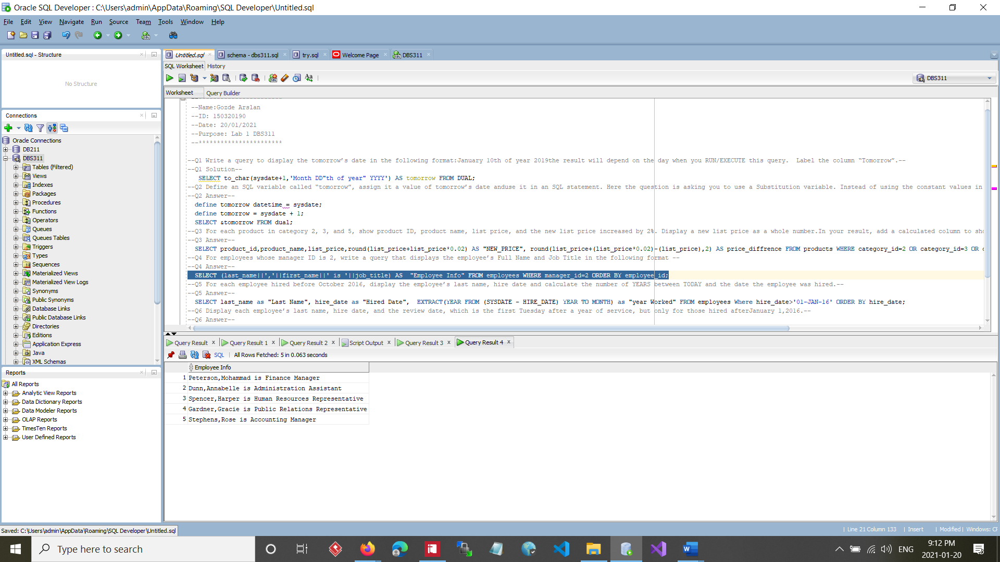 Oracle SQL Developer : C:\Users\admin\AppData\Roaming\SQL Developer\Untitled.sql
File Edit View Navigate Run Source Team Tools Window Help
Untitled.sql - Structure
No Structure
Connections
Oracle Connections
DB211
DBS311
Tables (Filtered)
Views
Indexes
Packages
Procedures
Functions
Operators
Queues
Queues Tables
Triggers
Types
Sequences
Materialized Views
Materialized View Logs
Synonyms
Public Synonyms
Database Links
Public Database Links
Directories
Editions
Application Express
Java
XML Schemas
Reports
All Reports
Analytic View Reports
Data Dictionary Reports
Data Modeler Reports
OLAP Reports
TimesTen Reports
User Defined Reports
Untitled.sql schema - dbs311.sql try.sql Welcome Page DBS311
SQL Worksheet History
DBS311
Worksheet Query Builder
--Name:Gozde Arslan
--ID: 150320190
--Date: 20/01/2021
--Purpose: Lab 1 DBS311
--***********************
--Q1 Write a query to display the tomorrow’s date in the following format:January 10th of year 2019the result will depend on the day when you RUN/EXECUTE this query.  Label the column “Tomorrow”.--
--Q1 Solution--
SELECT to_char(sysdate+1,'Month DD"th of year" YYYY') AS tomorrow FROM DUAL;
--Q2 Define an SQL variable called “tomorrow”, assign it a value of tomorrow’s date anduse it in an SQL statement. Here the question is asking you to use a Substitution variable. Instead of using the constant values in
--Q2 Answer--
define tomorrow datetime = sysdate;
define tomorrow = sysdate + 1;
SELECT &tomorrow FROM dual;
--Q3 For each product in category 2, 3, and 5, show product ID, product name, list price, and the new list price increased by 2%. Display a new list price as a whole number.In your result, add a calculated column to sho
--Q3 Answer--
SELECT product_id,product_name,list_price,round(list_price+list_price*0.02) AS "NEW_PRICE", round(list_price+(list_price*0.02)-(list_price),2) AS price_diffrence FROM products WHERE category_id=2 OR category_id=3 OR c
--Q4 For employees whose manager ID is 2, write a query that displays the employee’s Full Name and Job Title in the following format --
--Q4 Answer--
SELECT (last_name||','||first_name||' is '||job_title) AS  "Employee Info" FROM employees WHERE manager_id=2 ORDER BY employee_id;
--Q5 For each employee hired before October 2016, display the employee’s last name, hire date and calculate the number of YEARS between TODAY and the date the employee was hired.--
--Q5 Answer--
SELECT last_name as "Last Name", hire_date as "Hired Date",  EXTRACT(YEAR FROM (SYSDATE - HIRE_DATE) YEAR TO MONTH) as "year Worked" FROM employees Where hire_date>'01-JAN-16' ORDER BY hire_date;
--Q6 Display each employee’s last name, hire date, and the review date, which is the first Tuesday after a year of service, but only for those hired afterJanuary 1,2016.--
--Q6 Answer--
Query Result Query Result 1 Query Result 2 Script Output Query Result 3 Query Result 4
SQL All Rows Fetched: 5 in 0.063 seconds
Employee Info
1 Peterson,Mohammad is Finance Manager
2 Dunn,Annabelle is Administration Assistant
3 Spencer,Harper is Human Resources Representative
4 Gardner,Gracie is Public Relations Representative
5 Stephens,Rose is Accounting Manager
Saved: C:\Users\admin\AppData\Roaming\SQL Developer\Untitled.sql
Line 21 Column 133 Insert Modified Windows: CF
Type here to search
ENG
9:12 PM
2021-01-20